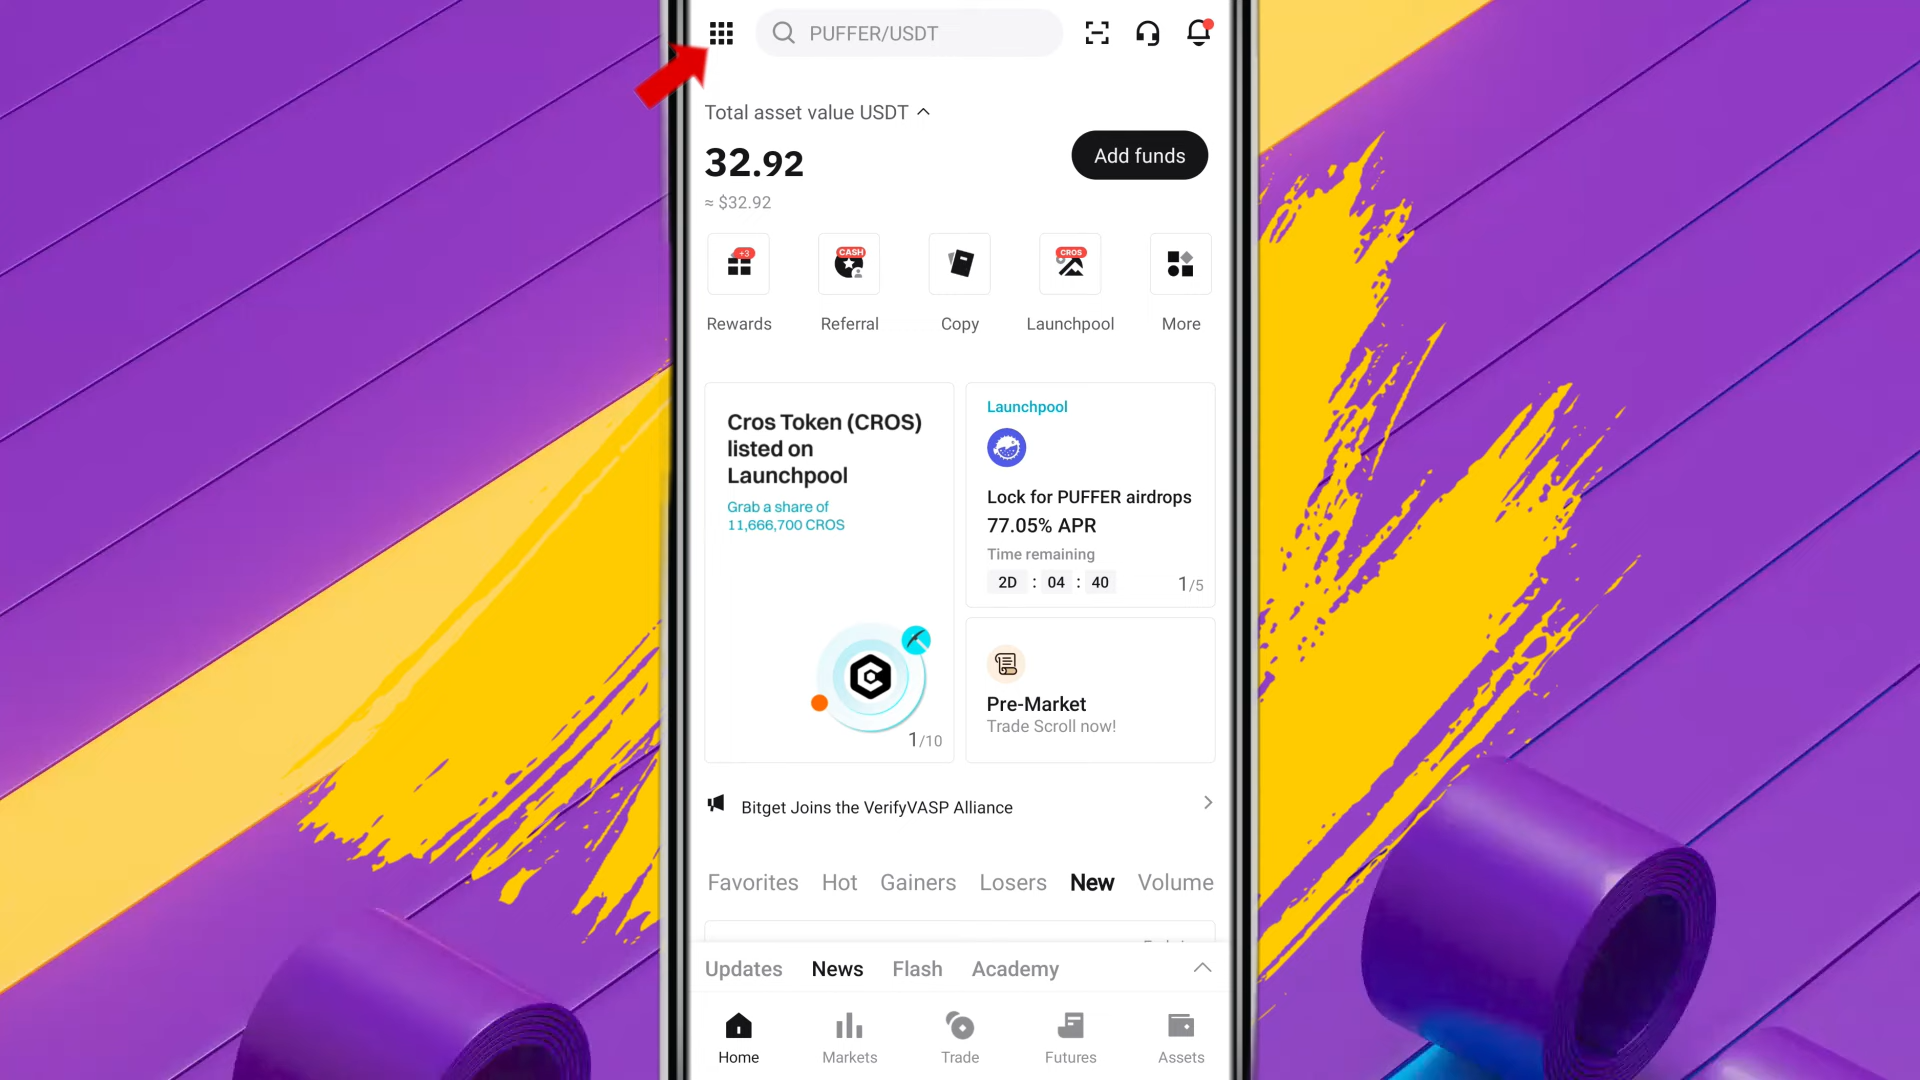 PUFFER/USDT
Total asset value USDT
32.92
Add funds
≈ $32.92
+3
CASH
CROS
Rewards
Referral
Copy
Launchpool
More
Cros Token (CROS)
listed on
Launchpool
Grab a share of
11,666,700 CROS
1/10
Launchpool
Lock for PUFFER airdrops
77.05% APR
Time remaining
2D : 04 : 40
1/5
Pre-Market
Trade Scroll now!
Bitget Joins the VerifyVASP Alliance
Favorites Hot Gainers Losers New Volume
Updates News Flash Academy
Home Markets Trade Futures Assets